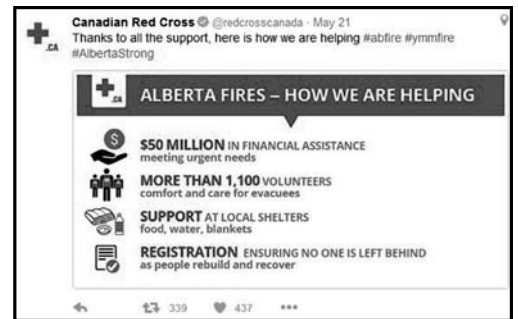 Canadian Red Cross @redcrosscanada · May 21
Thanks to all the support, here is how we are helping #abfire #ymmfire
#AlbertaStrong
.CA
.CA
ALBERTA FIRES – HOW WE ARE HELPING
$
$50 MILLION IN FINANCIAL ASSISTANCE
meeting urgent needs
MORE THAN 1,100 VOLUNTEERS
comfort and care for evacuees
SUPPORT AT LOCAL SHELTERS
food, water, blankets
REGISTRATION ENSURING NO ONE IS LEFT BEHIND
as people rebuild and recover
339 437